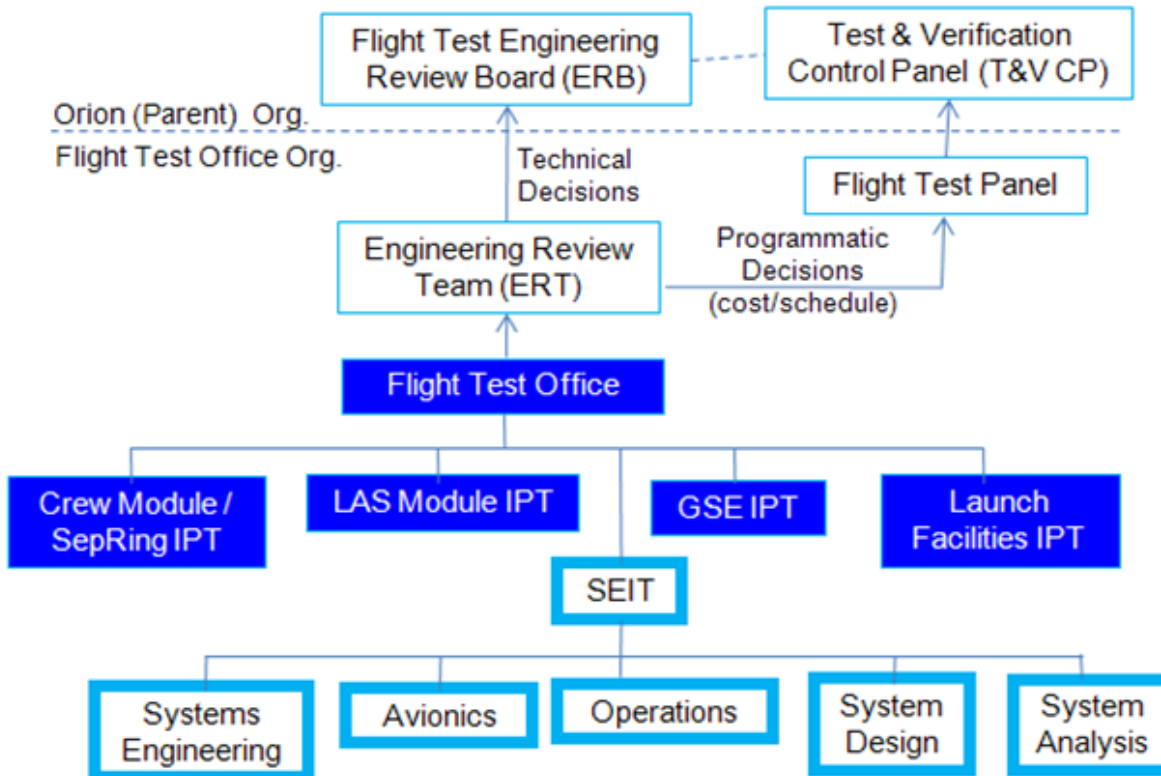 Flight Test Engineering
Review Board (ERB)
Test & Verification
Control Panel (T&V CP)
Orion (Parent) Org.
Flight Test Office Org.
Technical
Decisions
Flight Test Panel
Engineering Review
Team (ERT)
Programmatic
Decisions
(cost/schedule)
Flight Test Office
Crew Module /
SepRing IPT
LAS Module IPT
GSE IPT
Launch
Facilities IPT
SEIT
Systems
Engineering
Avionics
Operations
System
Design
System
Analysis